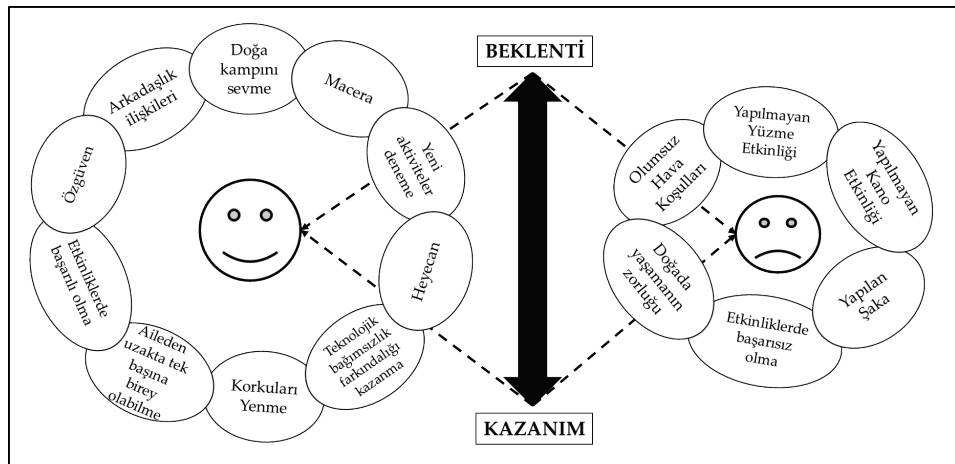 BEKLENTİ
Doğa
kampını
sevme
Macera
Yeni
aktiviteler
deneme
Heyecan
Teknolojik
bağımsızlık
farkındalığı
kazanma
Korkuları
Yenme
Aileden
uzakta tek
başına
birey
olabilme
Etkinliklerde
başarılı olma
Özgüven
Arkadaşlık
ilişkileri
Yapılmayan
Yüzme
Etkinliği
Yapılmayan
Kano
Etkinliği
Yapılan
Şaka
Etkinliklerde
başarısız
olma
Doğada
yaşamanın
zorluğu
Olumsuz
Hava
Koşulları
KAZANIM